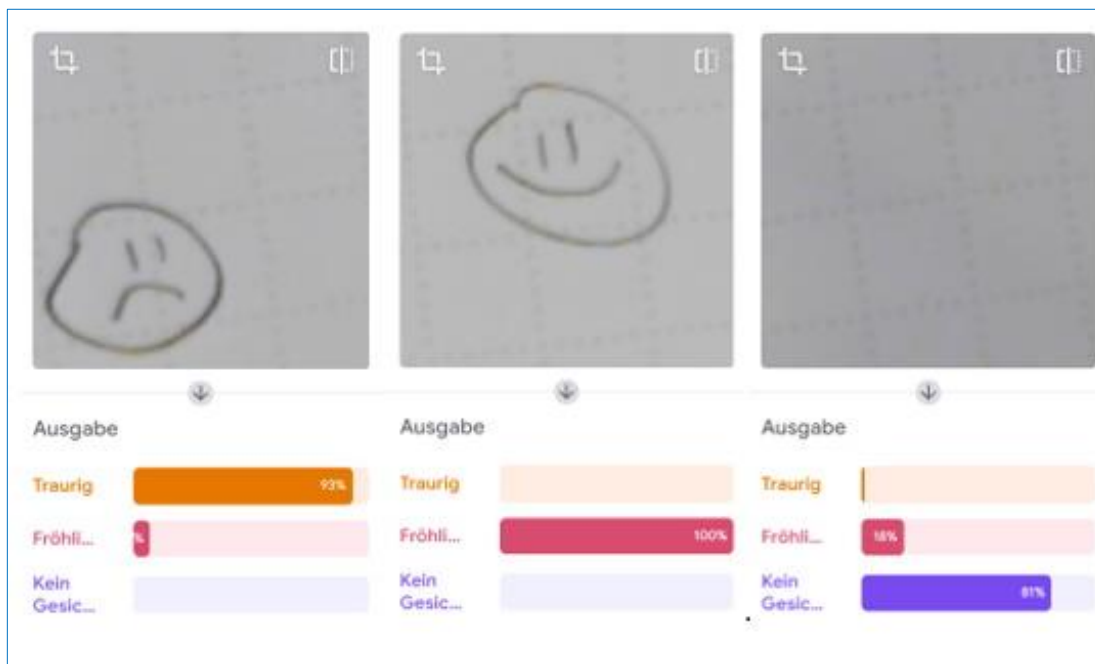 Ausgabe
Traurig
93%
Fröhli...
%
Kein
Gesic...
Ausgabe
Traurig
Fröhli...
100%
Kein
Gesic...
Ausgabe
Traurig
Fröhli...
18%
Kein
Gesic...
81%